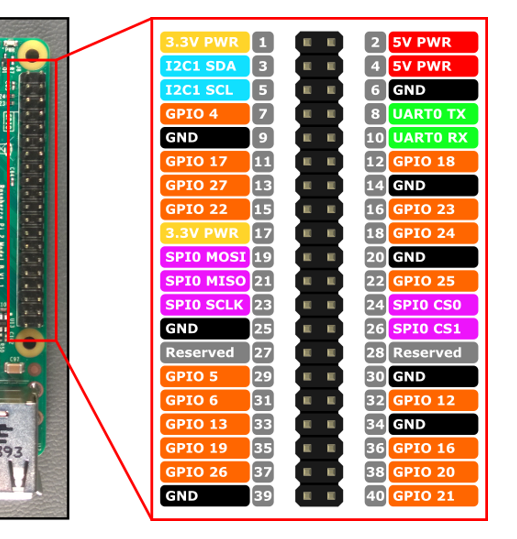 3.3V PWR 1 2 5V PWR
I2C1 SDA 3 4 5V PWR
I2C1 SCL 5 6 GND
GPIO 4 7 8 UART0 TX
GND 9 10 UART0 RX
GPIO 17 11 12 GPIO 18
GPIO 27 13 14 GND
GPIO 22 15 16 GPIO 23
3.3V PWR 17 18 GPIO 24
SPI0 MOSI 19 20 GND
SPI0 MISO 21 22 GPIO 25
SPI0 SCLK 23 24 SPI0 CS0
GND 25 26 SPI0 CS1
Reserved 27 28 Reserved
GPIO 5 29 30 GND
GPIO 6 31 32 GPIO 12
GPIO 13 33 34 GND
GPIO 19 35 36 GPIO 16
GPIO 26 37 38 GPIO 20
GND 39 40 GPIO 21